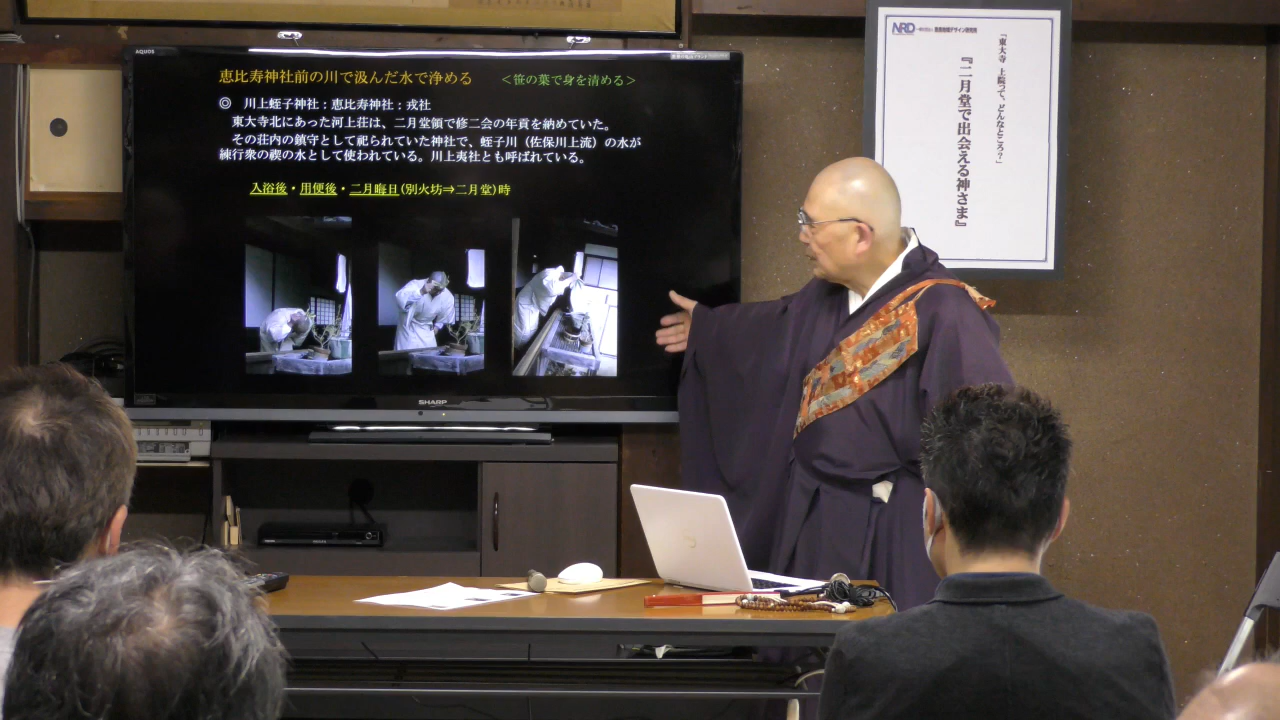 AQUOS
恵比寿神社前の川で汲んだ水で浄める ＜笹の葉で身を清める＞
◎ 川上蛭子神社：恵比寿神社：戎社
東大寺北にあった河上荘は、二月堂領で修二会の年貢を納めていた。
その荘内の鎮守として祀られていた神社で、蛭子川（佐保川上流）の水が
練行衆の禊の水として使われている。川上夷社とも呼ばれている。
入浴後・用便後・二月晦日(別火坊⇒二月堂)時
SHARP
NRD
「東大寺 上院って、どんなところ？」
『二月堂で出会える神さま』